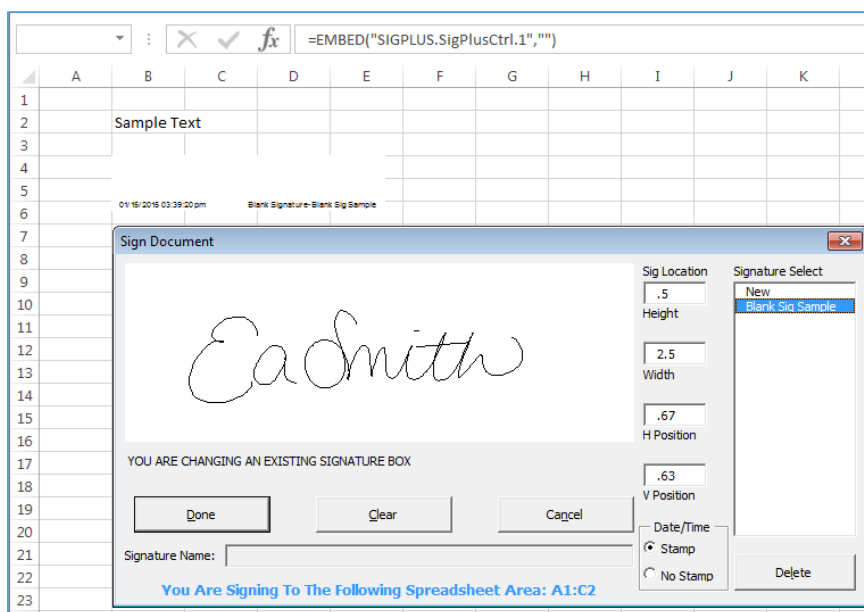 fx =EMBED("SIGPLUS.SigPlusCtrl.1","")
A B C D E F G H I J K
1
2 Sample Text
3
4
5
6 01/15/2015 03:39:20pm Blank Signature-Blank Sig Sample
7
8
9
10
11
12
13
14
15
16
17
18
19
20
21
22
23
Sign Document
EaSmith
YOU ARE CHANGING AN EXISTING SIGNATURE BOX
Done Clear Cancel
Signature Name:
You Are Signing To The Following Spreadsheet Area: A1:C2
Sig Location
.5
Height
2.5
Width
.67
H Position
.63
V Position
Date/Time
Stamp
No Stamp
Signature Select
New
Blank Sig Sample
Delete